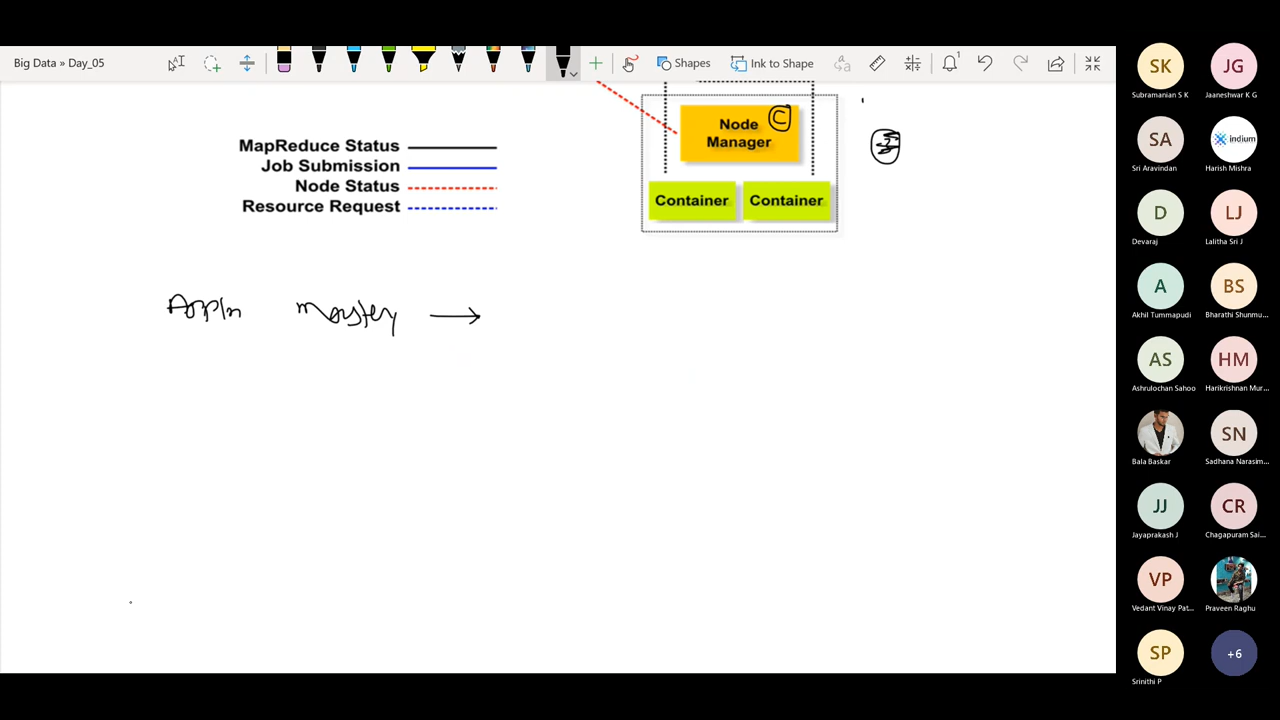 Big Data » Day_05
Shapes
Ink to Shape
1
Node
Manager
C
Container
Container
MapReduce Status
Job Submission
Node Status
Resource Request
Appln master →
SK
Subramanian S K
JG
Jaaneshwar K G
SA
Sri Aravindan
indium
Harish Mishra
D
Devaraj
LJ
Lalitha Sri J
A
Akhil Tummapudi
BS
Bharathi Shunmu...
AS
Ashrulochan Sahoo
HM
Harikrishnan Mur...
Bala Baskar
SN
Sadhana Narasim...
JJ
Jayaprakash J
CR
Chagapuram Sai...
VP
Vedant Vinay Pat...
Praveen Raghu
SP
Srinithi P
+6